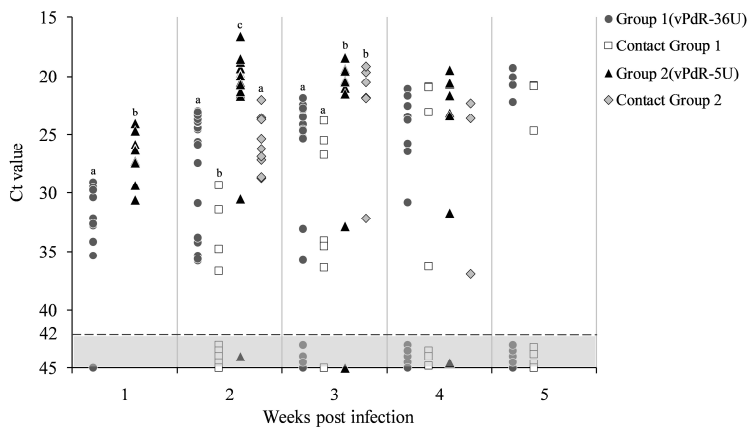 15
20
25
30
35
40
42
45
Ct value
a
b
a
b
c
a
a
a
b
b
1
2
3
4
5
Weeks post infection
Group 1(vPdR-36U)
Contact Group 1
Group 2(vPdR-5U)
Contact Group 2